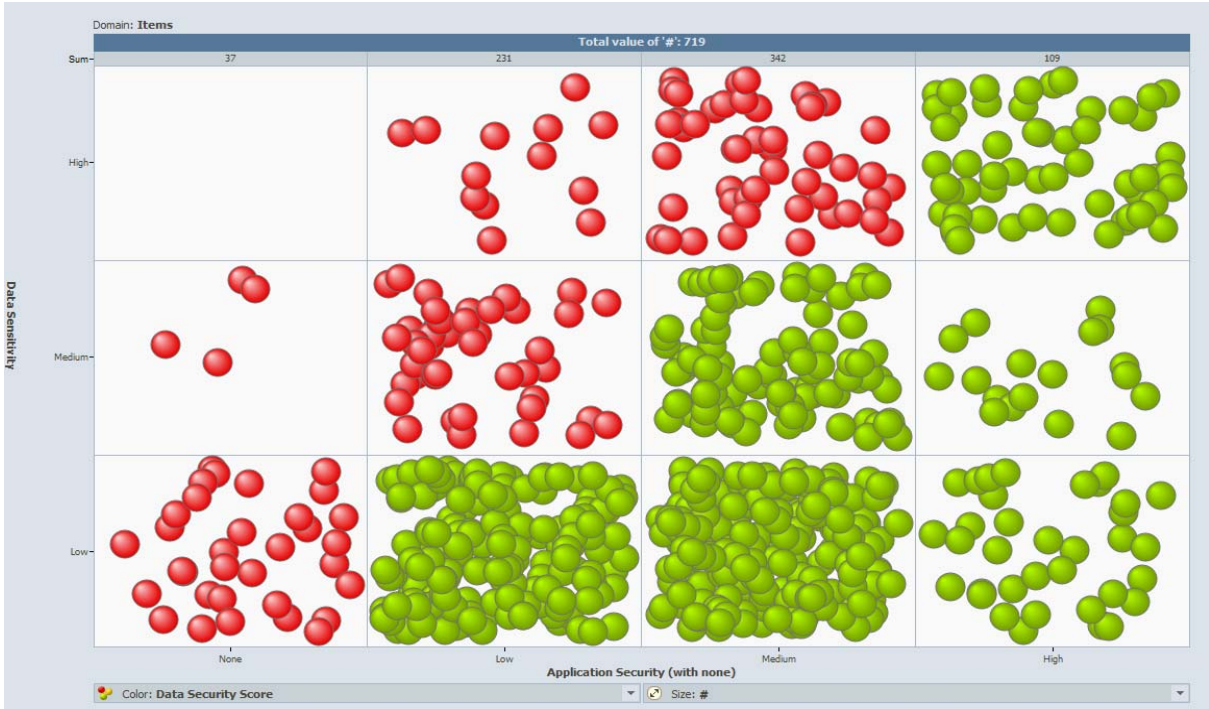 Domain: Items
Total value of '#': 719
Sum
37
231
342
109
High
Medium
Low
Data Sensitivity
None
Low
Medium
High
Application Security (with none)
Color: Data Security Score
Size: #